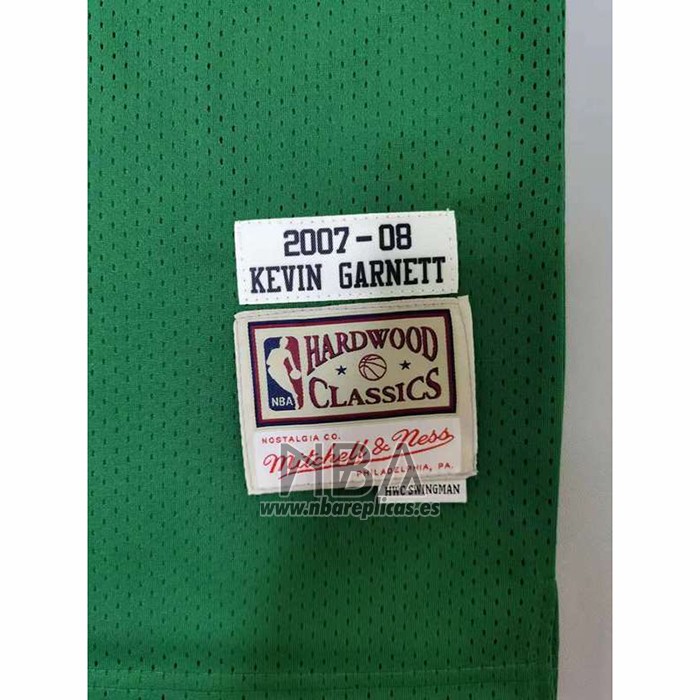 2007-08
KEVIN GARNETT
HARDWOOD
CLASSICS
NBA
NOSTALGIA CO.
Mitchell & Ness
PHILADELPHIA, PA.
HWC SWINGMAN
NBA
www.nbareplicas.es